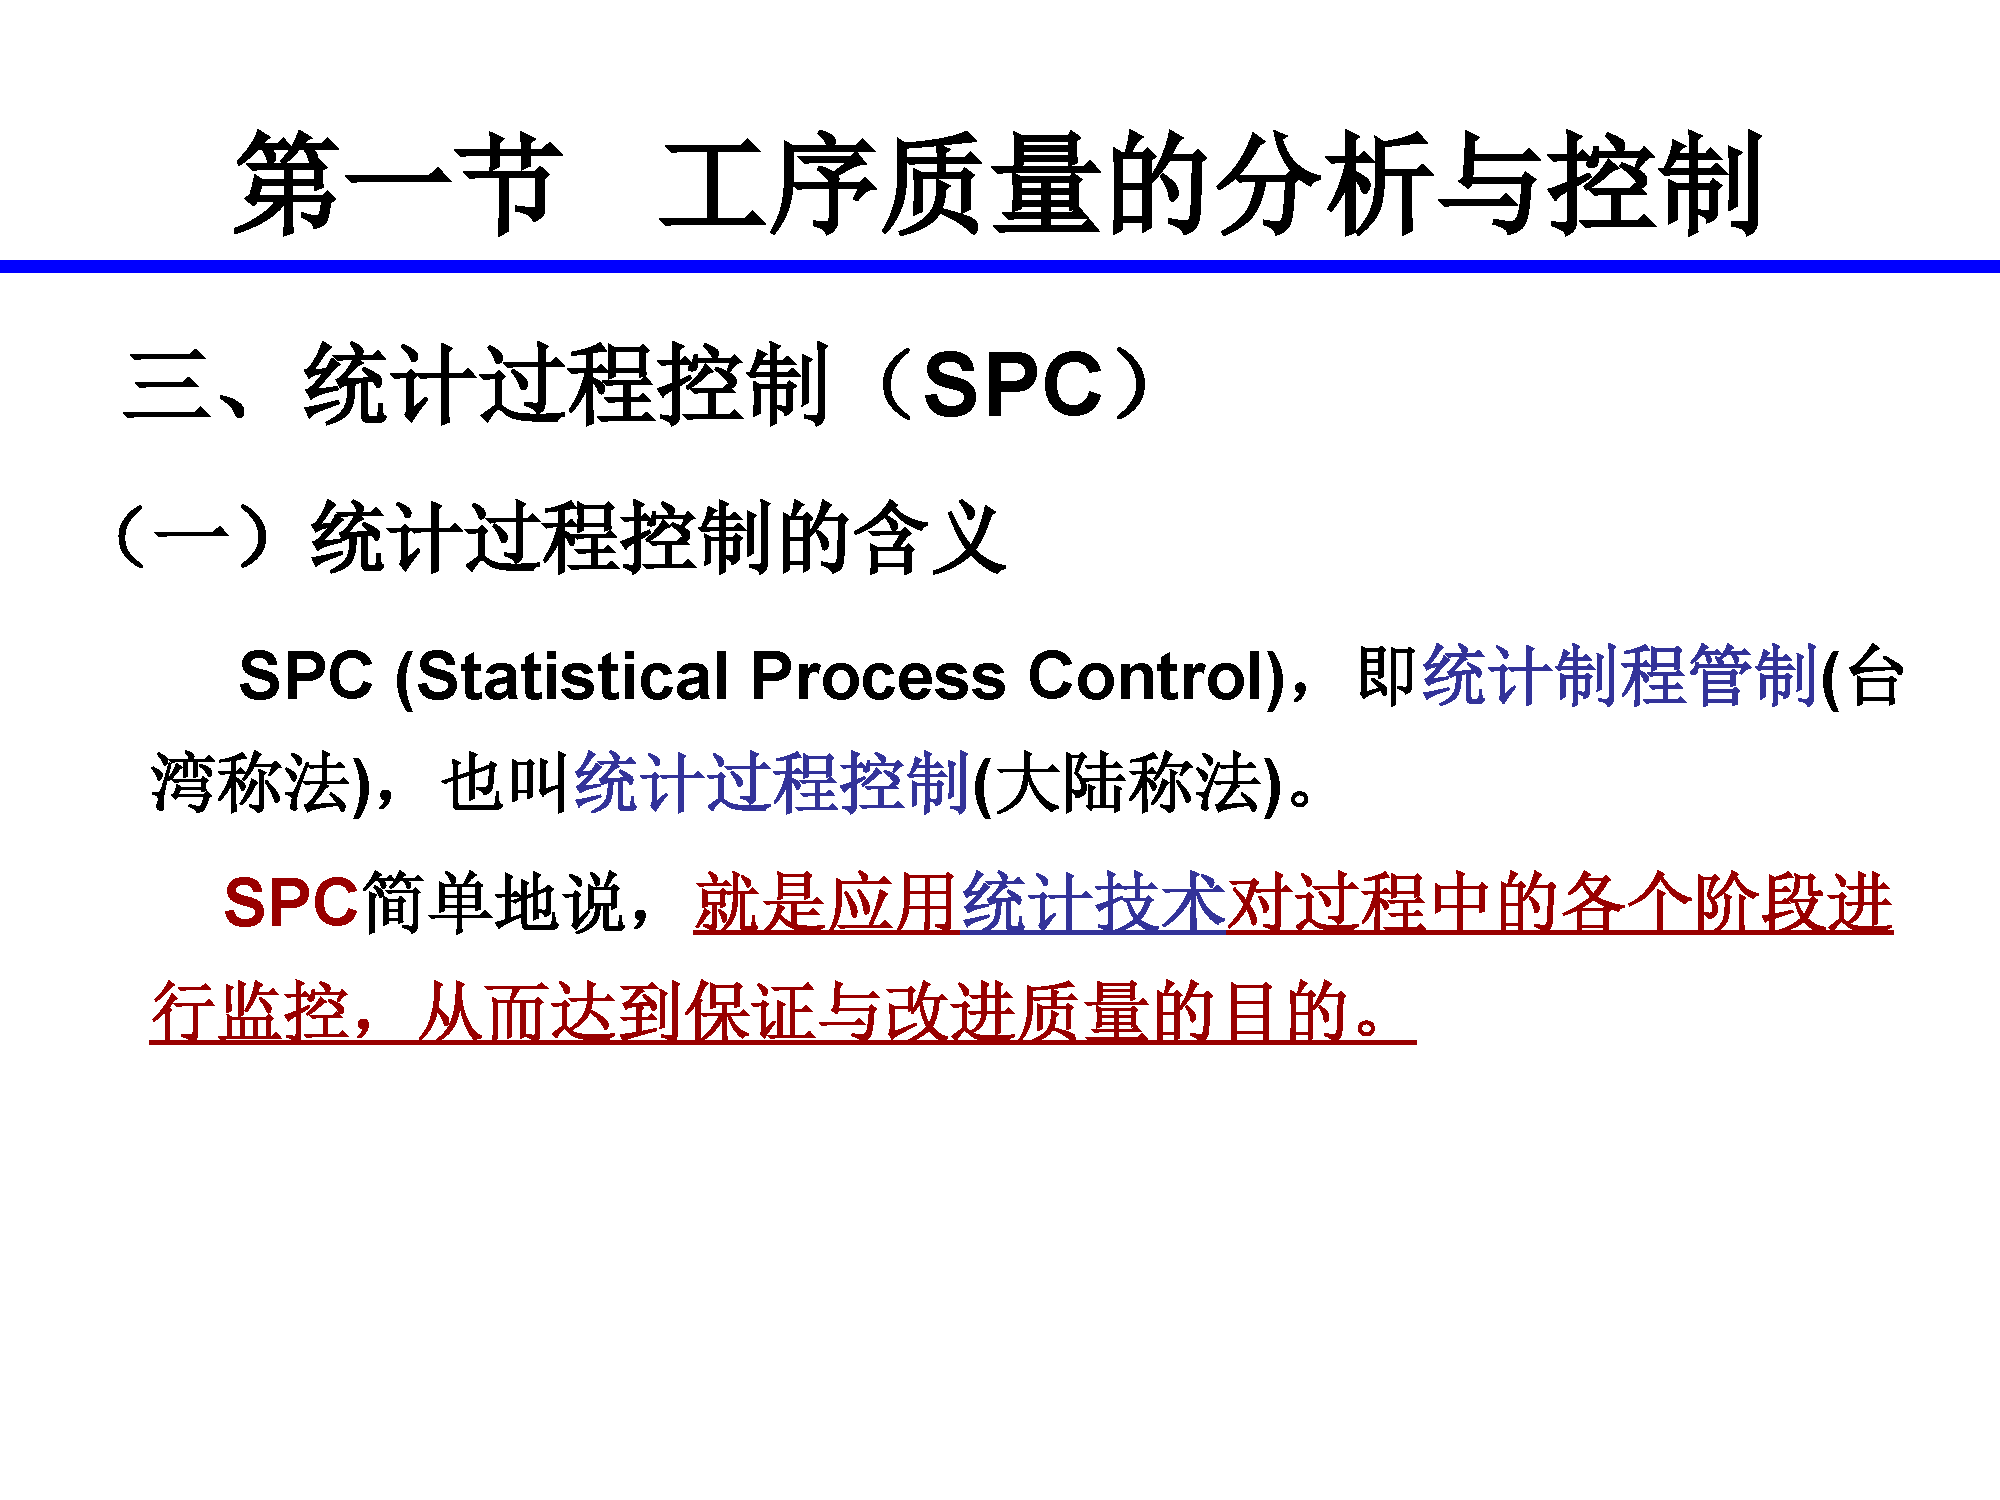 第一节 工序质量的分析与控制
三、统计过程控制（SPC）
（一）统计过程控制的含义
SPC (Statistical Process Control)，即统计制程管制(台
湾称法)，也叫统计过程控制(大陆称法)。
SPC简单地说，就是应用统计技术对过程中的各个阶段进
行监控，从而达到保证与改进质量的目的。